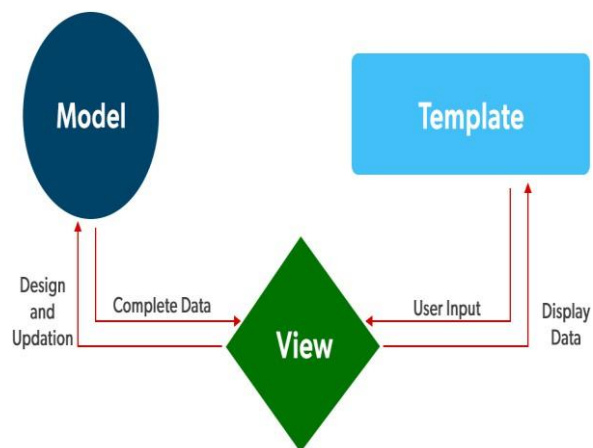 Model
Template
Design
and
Updation
Complete Data
User Input
Display
Data
View